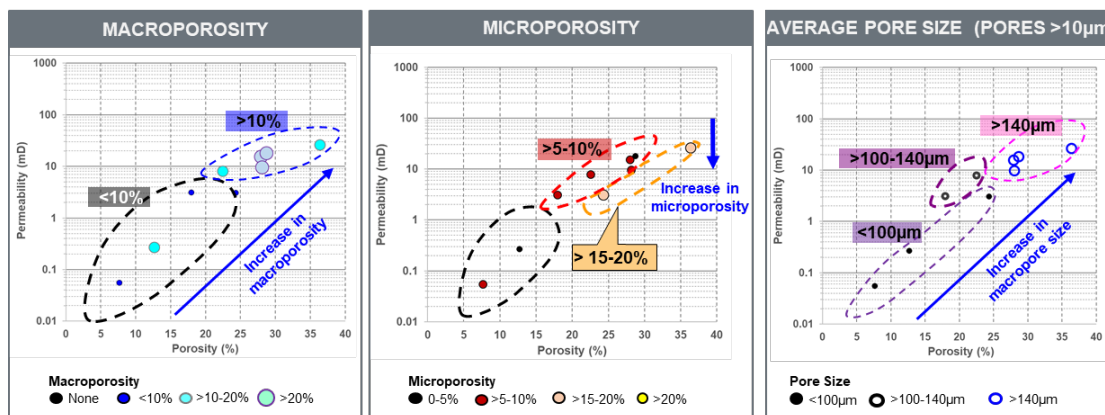 MACROPOROSITY
1000
100
10
1
0.1
0.01
Permeability (mD)
>10%
<10%
Increase in
macroporosity
0 5 10 15 20 25 30 35 40
Porosity (%)
Macroporosity
None <10% >10-20% >20%
MICROPOROSITY
1000
100
10
1
0.1
0.01
Permeability (mD)
>5-10%
Increase in
microporosity
> 15-20%
0 5 10 15 20 25 30 35 40
Porosity (%)
Microporosity
0-5% >5-10% >15-20% >20%
AVERAGE PORE SIZE (PORES >10µm
1000
100
10
1
0.1
0.01
Permeability (mD)
>140µm
>100-140µm
<100µm
Increase in
macropore size
0 5 10 15 20 25 30 35 40
Porosity (%)
Pore Size
<100µm >100-140µm >140µm